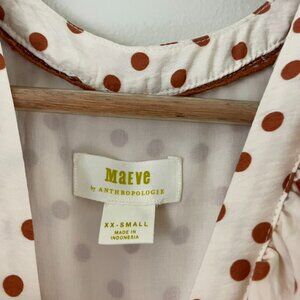 MAEVE
by ANTHROPOLOGIE
XX-SMALL
MADE IN
INDONESIA